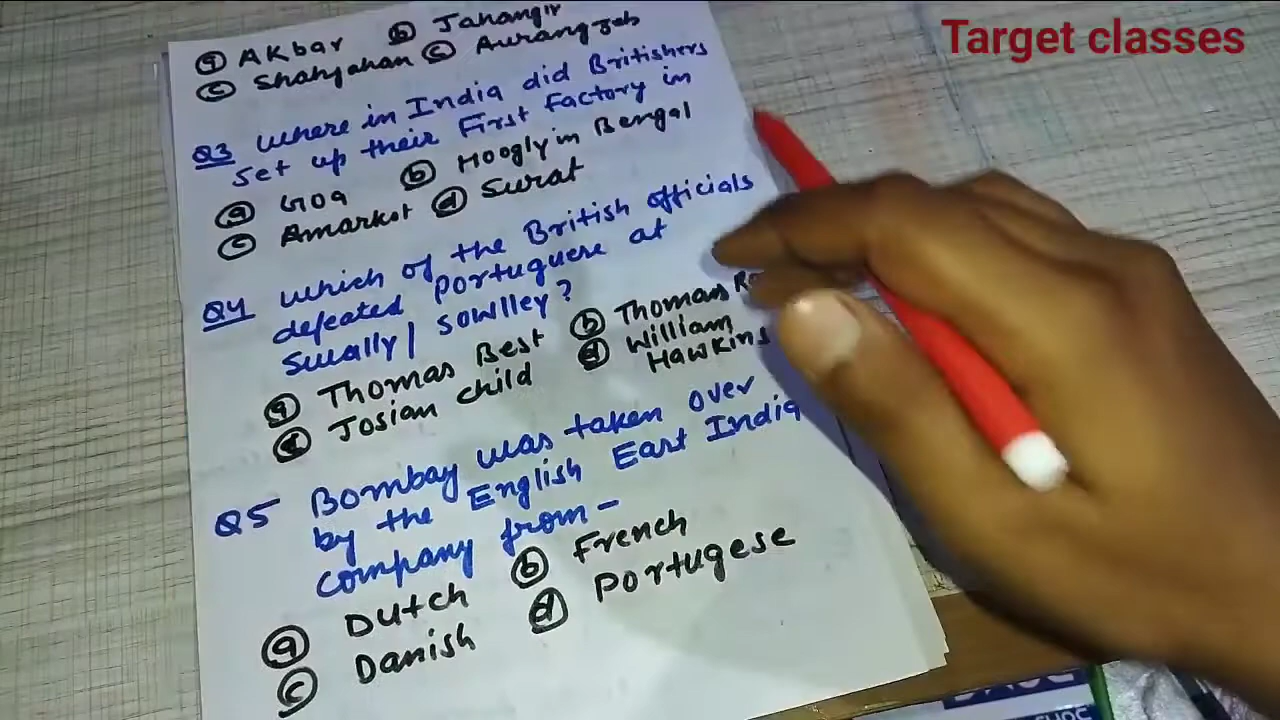 Target classes
ⓐ Akbar ⓑ Jahangir
ⓒ Shahjahan ⓒ Aurangzeb
Q3 Where in India did Britishers
set up their First Factory in
ⓐ Goa ⓑ Hoogly in Bengal
ⓒ Amarkot ⓓ Surat
Q4 which of the British officials
defeated Portuguese at
Swally/ Sowlley?
ⓐ Thomas Best ⓑ Thomas
Josian child ⓓ William
Hawkins
Q5 Bombay was taken over
by the English East India
company from-
ⓐ Dutch ⓑ French
ⓒ Danish ⓓ Portugese